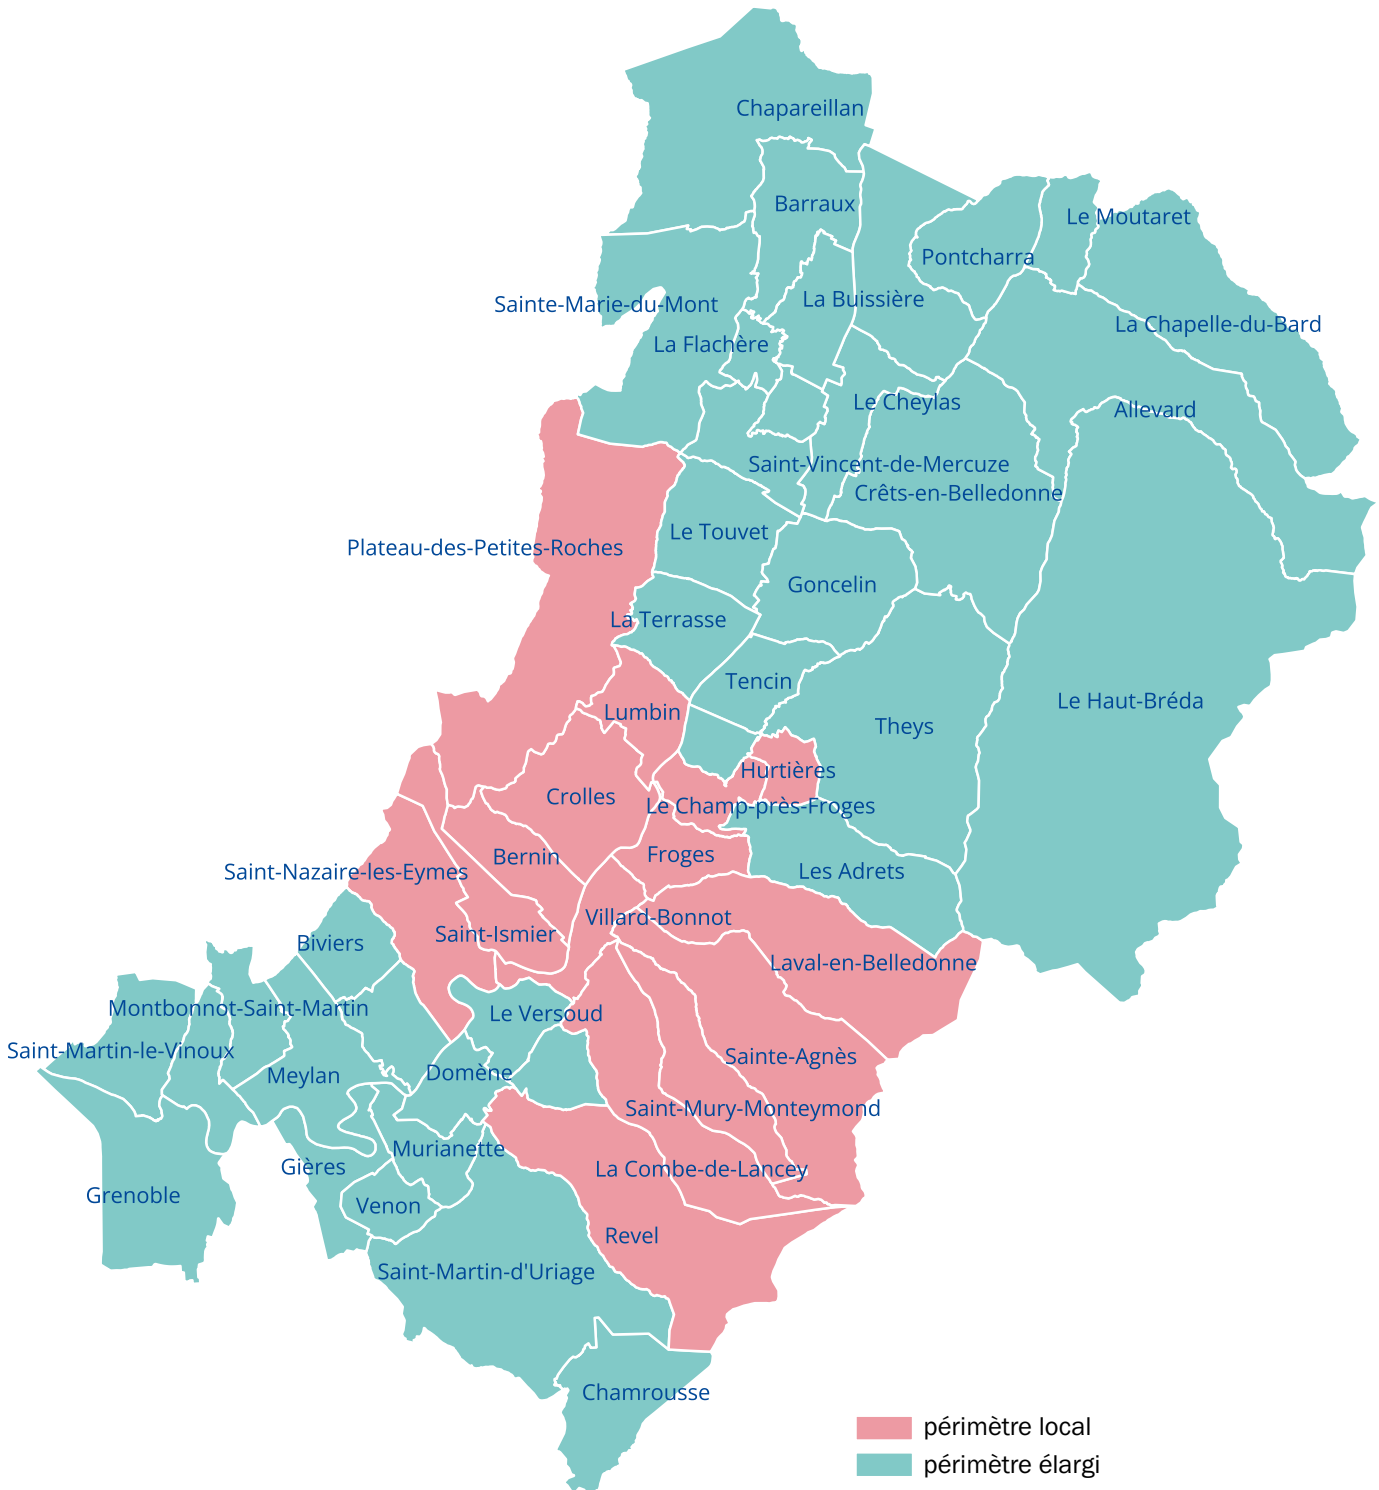 Chapareillan
Barraux
Le Moutaret
Pontcharra
La Buissière
Sainte-Marie-du-Mont
La Chapelle-du-Bard
La Flachère
Le Cheylas
Allevard
Saint-Vincent-de-Mercuze
Crêts-en-Belledonne
Le Touvet
Plateau-des-Petites-Roches
Goncelin
La Terrasse
Tencin
Le Haut-Bréda
Lumbin
Theys
Hurtières
Crolles
Le Champ-près-Froges
Froges
Bernin
Saint-Nazaire-les-Eymes
Les Adrets
Villard-Bonnot
Saint-Ismier
Biviers
Laval-en-Belledonne
Montbonnot-Saint-Martin
Le Versoud
Saint-Martin-le-Vinoux
Sainte-Agnès
Meylan
Domène
Saint-Mury-Monteymond
Murianette
Gières
La Combe-de-Lancey
Grenoble
Venon
Revel
Saint-Martin-d'Uriage
Chamrousse
périmètre local
périmètre élargi